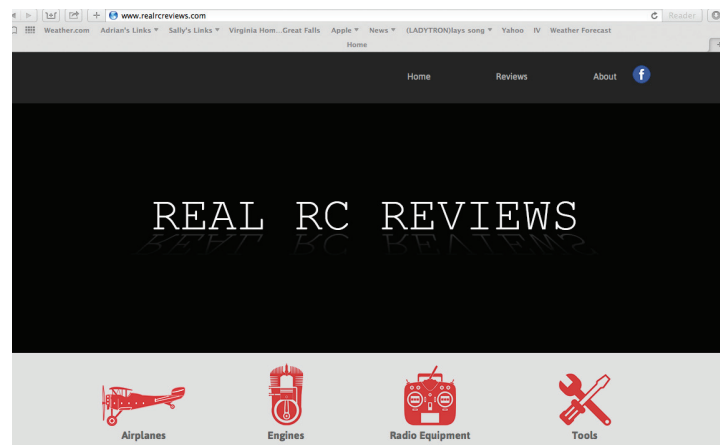 www.realrcreviews.com
Reader
Weather.com Adrian's Links Sally's Links Virginia Hom...Great Falls Apple News (LADYTRON)lays song Yahoo IV Weather Forecast
Home
Home Reviews About f
REAL RC REVIEWS
Airplanes Engines Radio Equipment Tools